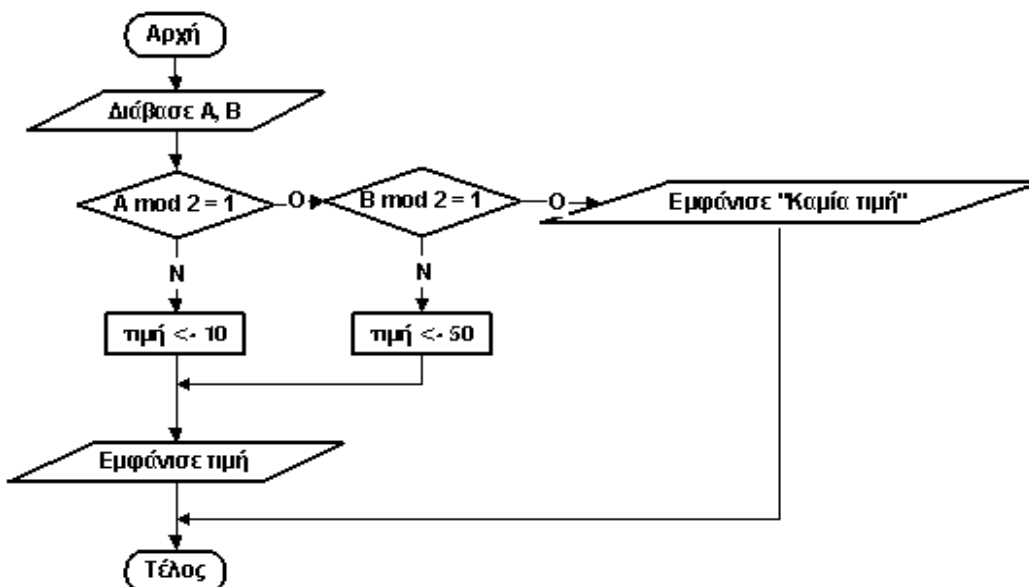 Αρχή
Διάβασε Α, Β
Α mod 2 = 1
Ο
Β mod 2 = 1
Ο
Εμφάνισε "Καμία τιμή"
Ν
Ν
τιμή <- 10
τιμή <- 50
Εμφάνισε τιμή
Τέλος